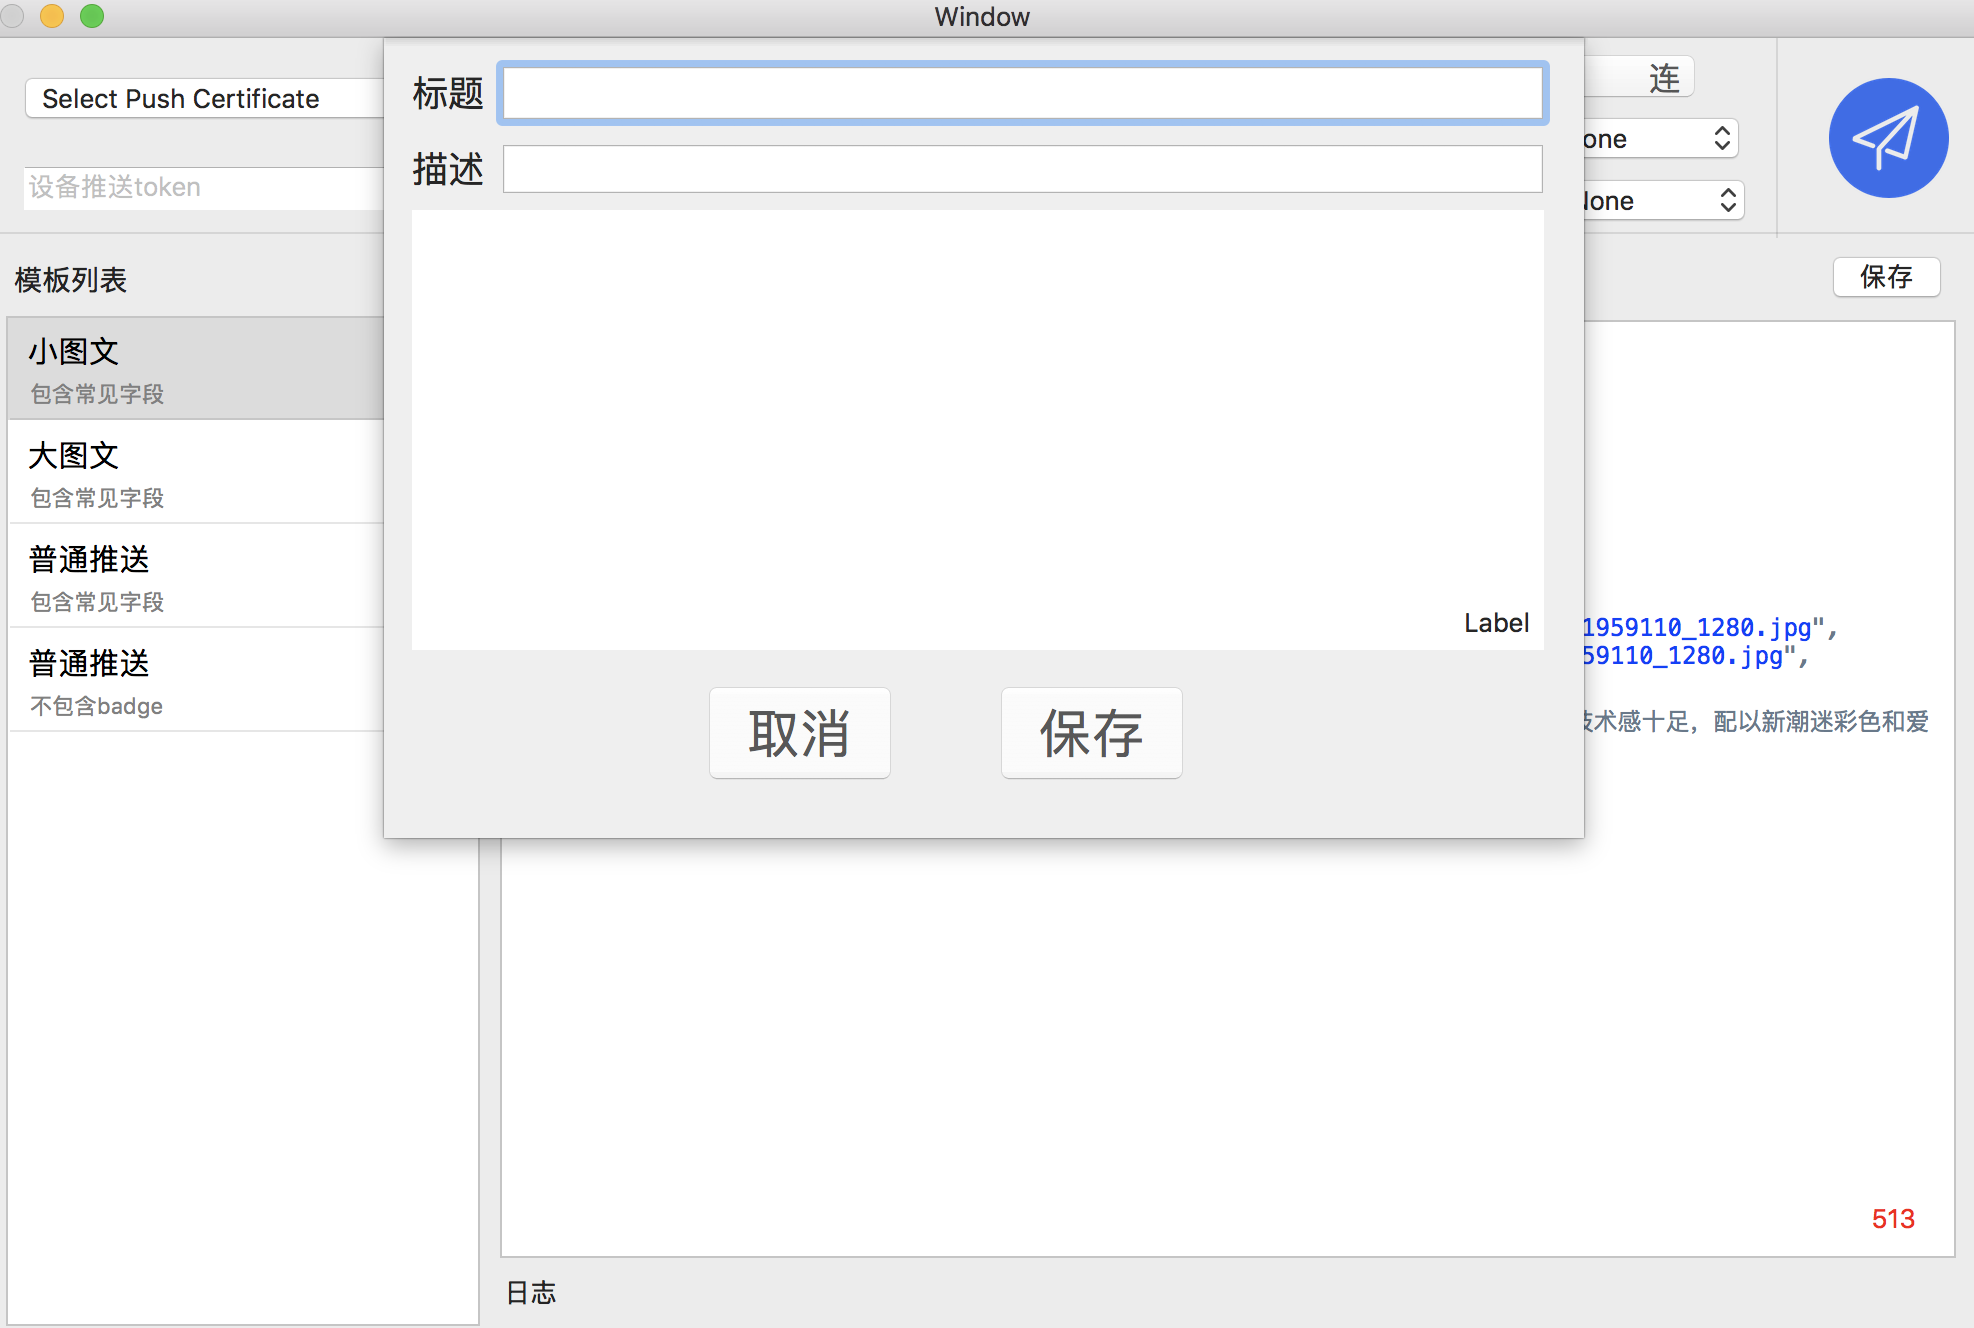 Window
Select Push Certificate
标题
连
one
描述
设备推送token
None
模板列表
保存
小图文
包含常见字段
大图文
包含常见字段
普通推送
包含常见字段
Label
1959110_1280.jpg",
59110_1280.jpg",
普通推送
不包含badge
技术感十足，配以新潮迷彩色和爱
取消
保存
513
日志